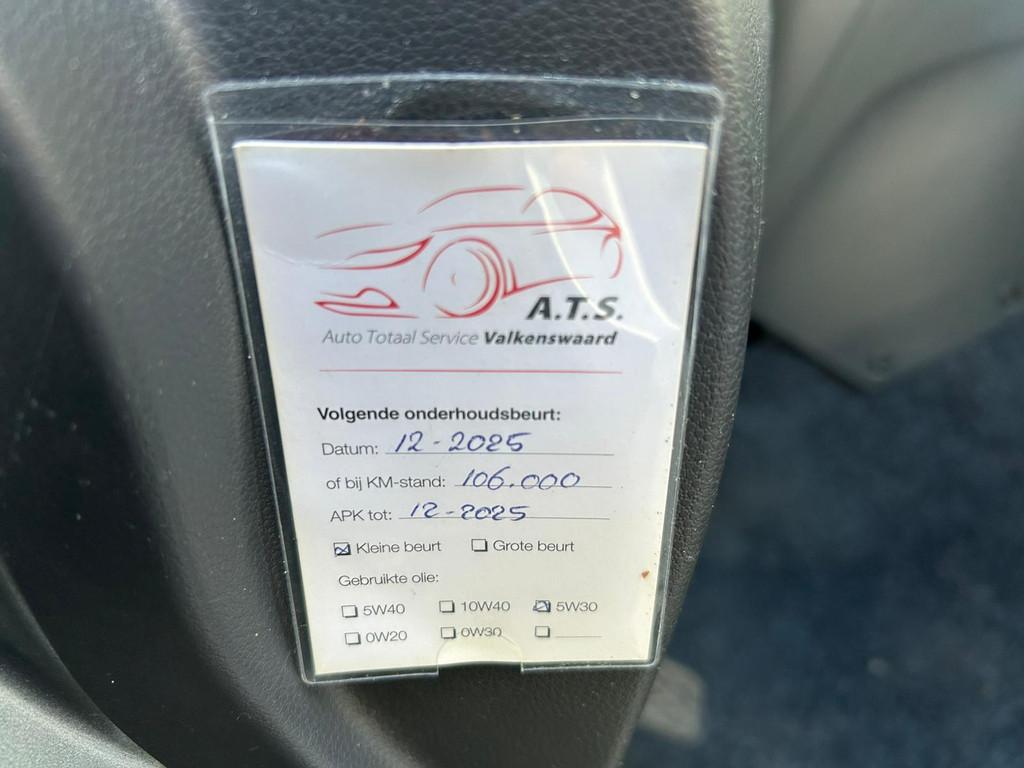 A.T.S.
Auto Totaal Service Valkenswaard
Volgende onderhoudsbeurt:
Datum: 12-2025
of bij KM-stand: 106.000
APK tot: 12-2025
☒ Kleine beurt ☐ Grote beurt
Gebruikte olie:
☐ 5W40 ☐ 10W40 ☑ 5W30
☐ 0W20 ☐ 0W30 ☐